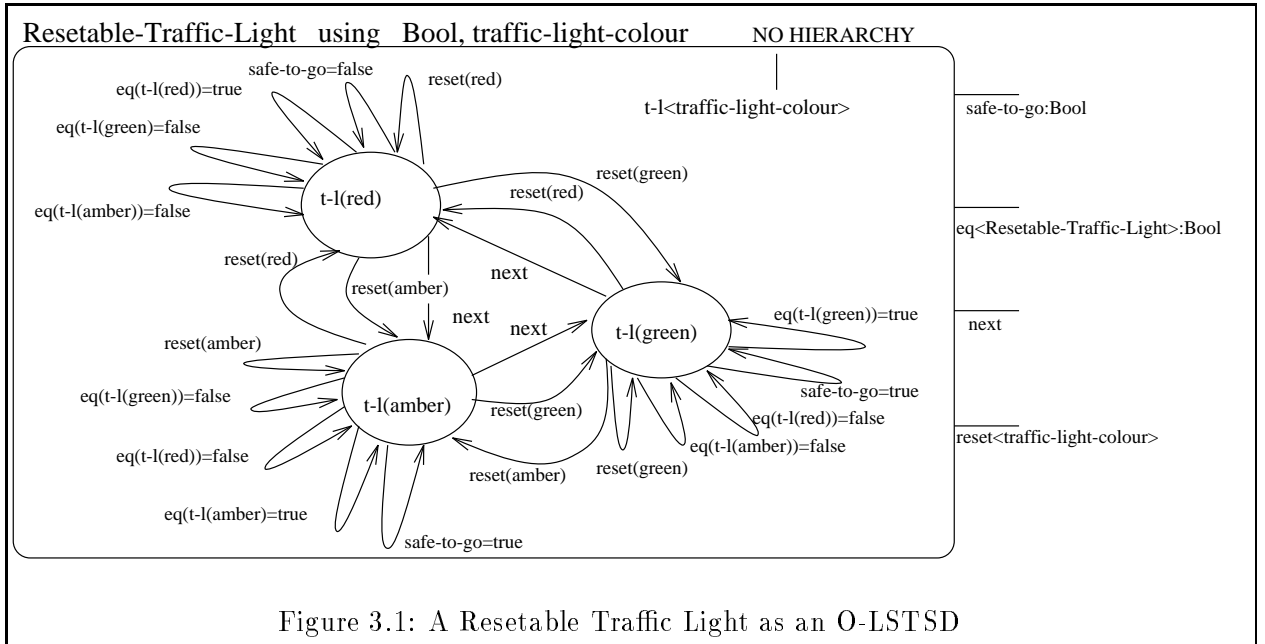 Resetable-Traffic-Light using Bool, traffic-light-colour
NO HIERARCHY
safe-to-go=false
reset(red)
eq(t-l(red))=true
t-l<traffic-light-colour>
safe-to-go:Bool
eq(t-l(green)=false
reset(green)
reset(red)
t-l(red)
eq(t-l(amber))=false
eq<Resetable-Traffic-Light>:Bool
reset(red)
next
reset(amber)
next
next
eq(t-l(green))=true
next
t-l(green)
reset(amber)
eq(t-l(green))=false
t-l(amber)
reset(green)
safe-to-go=true
eq(t-l(red))=false
eq(t-l(amber))=false
reset<traffic-light-colour>
eq(t-l(red))=false
reset(amber)
reset(green)
eq(t-l(amber)=true
safe-to-go=true
Figure 3.1: A Resetable Traffic Light as an O-LSTSD